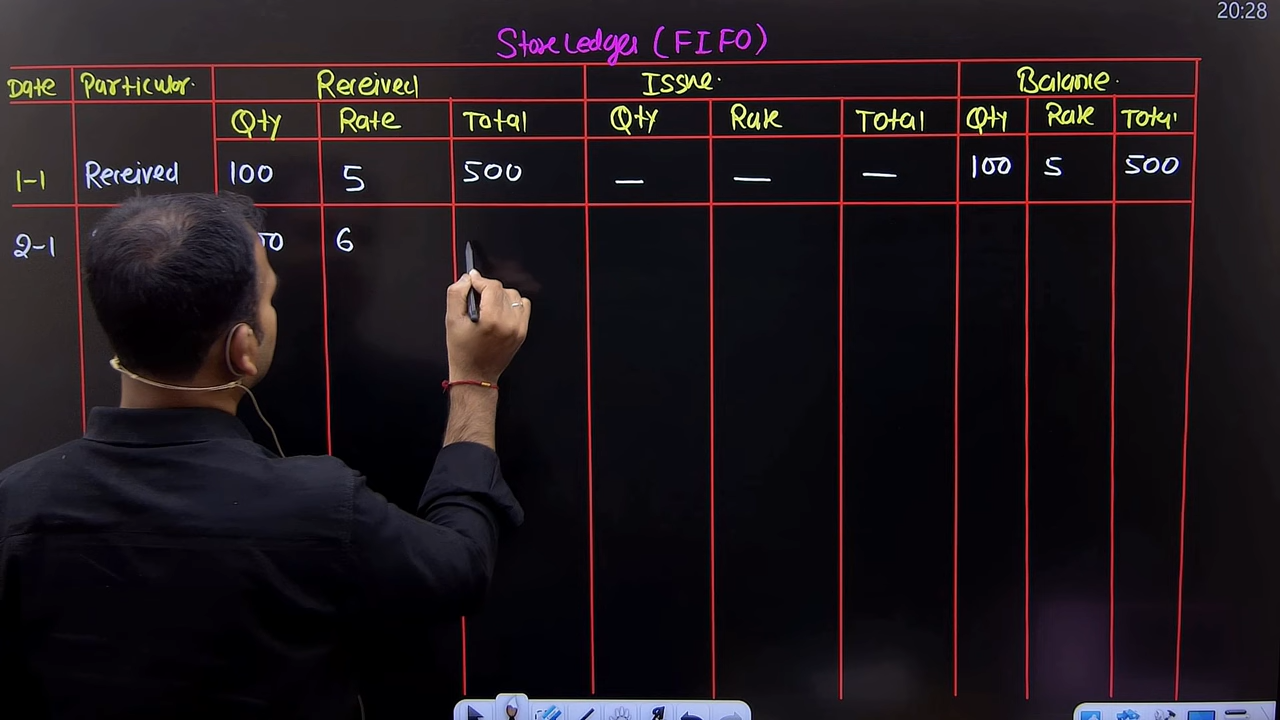 20:28
Store Ledger (FIFO)
Date Particular. Received Issue. Balance.
Qty Rate Total Qty Rate Total Qty Rate Total
1-1 Received 100 5 500 — — — 100 5 500
2-1 6